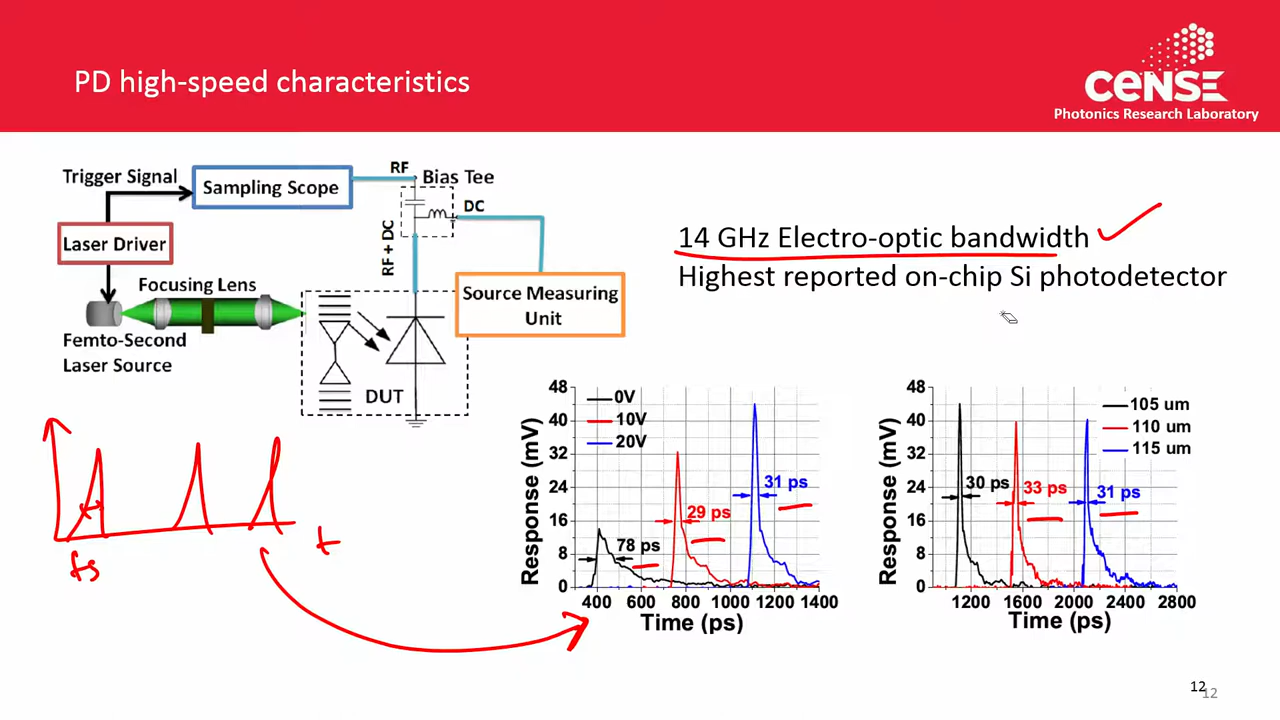 PD high-speed characteristics
CENSE
Photonics Research Laboratory
Trigger Signal
Sampling Scope
RF
Bias Tee
DC
Laser Driver
RF + DC
Focusing Lens
Source Measuring
Unit
Femto-Second
Laser Source
DUT
14 GHz Electro-optic bandwidth
Highest reported on-chip Si photodetector
fs
t
Response (mV)
48
40
32
24
16
8
0
0V
10V
20V
78 ps
29 ps
31 ps
400 600 800 1000 1200 1400
Time (ps)
Response (mV)
48
40
32
24
16
8
0
105 um
110 um
115 um
30 ps
33 ps
31 ps
1200 1600 2000 2400 2800
Time (ps)
12
12